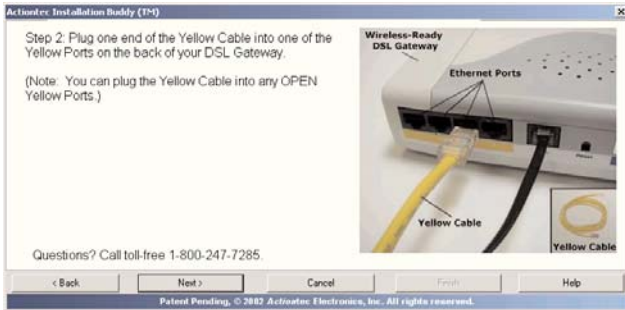 Actiontec Installation Buddy (TM)
Step 2: Plug one end of the Yellow Cable into one of the
Yellow Ports on the back of your DSL Gateway.
(Note: You can plug the Yellow Cable into any OPEN
Yellow Ports.)
Wireless-Ready
DSL Gateway
Ethernet Ports
Reset
Yellow Cable
Yellow Cable
Questions? Call toll-free 1-800-247-7285.
< Back
Next >
Cancel
Finish
Help
Patent Pending, © 2002 Actiontec Electronics, Inc. All rights reserved.